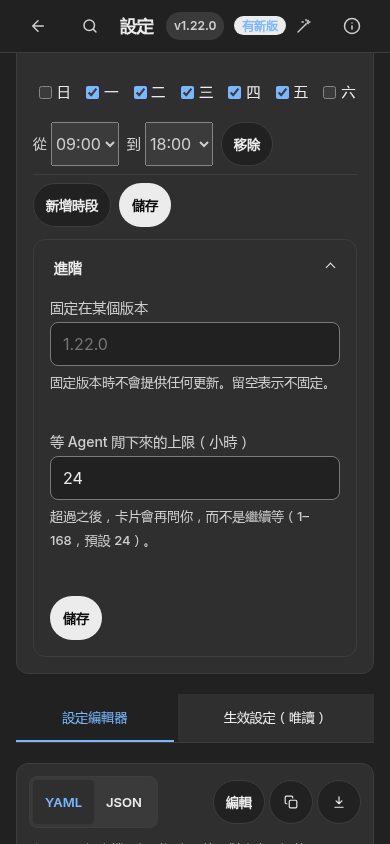 設定 v1.22.0 有新版
日 一 二 三 四 五 六
從 09:00 到 18:00 移除
新增時段 儲存
進階
固定在某個版本
1.22.0
固定版本時不會提供任何更新。留空表示不固定。
等 Agent 閒下來的上限（小時）
24
超過之後，卡片會再問你，而不是繼續等（1–
168，預設 24）。
儲存
設定編輯器 生效設定（唯讀）
YAML JSON 編輯